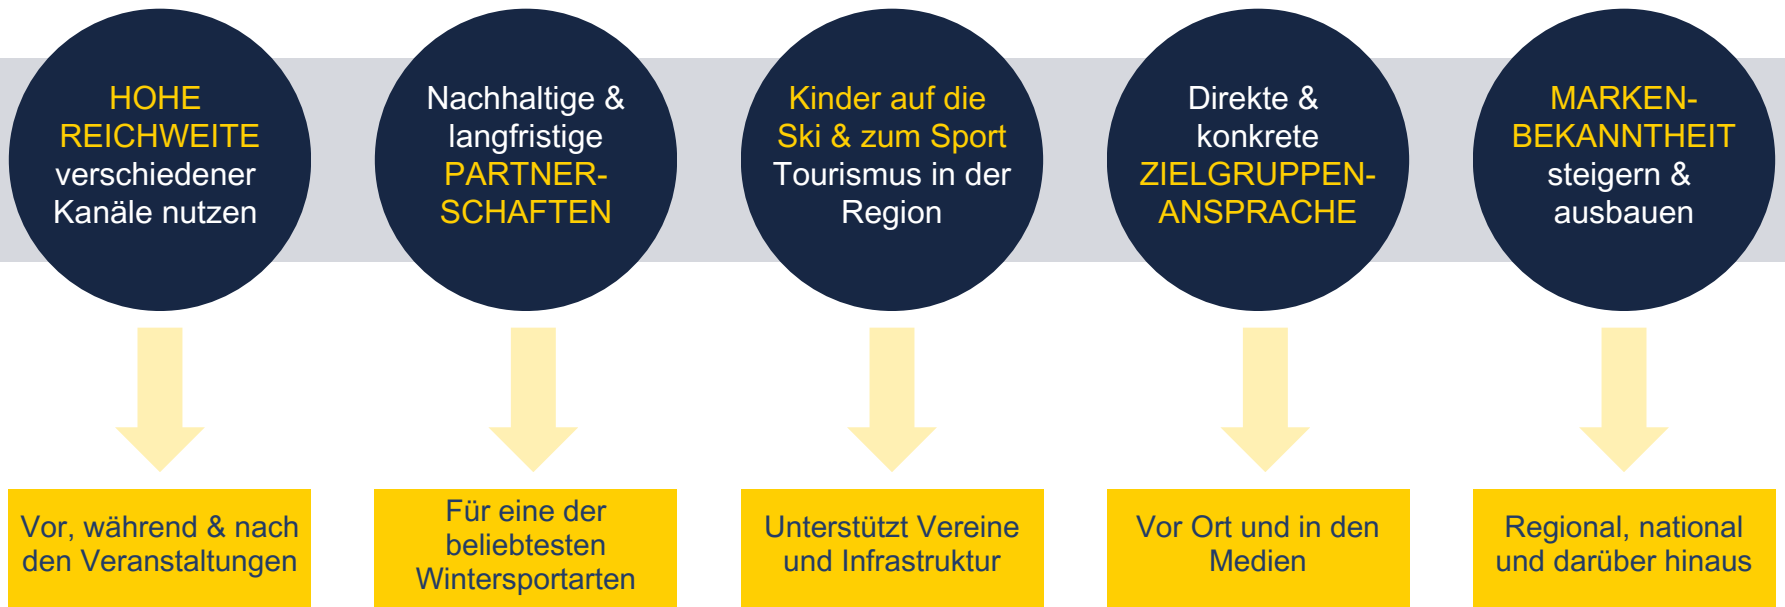 HOHE
REICHWEITE
verschiedener
Kanäle nutzen
Nachhaltige &
langfristige
PARTNER-
SCHAFTEN
Kinder auf die
Ski & zum Sport
Tourismus in der
Region
Direkte &
konkrete
ZIELGRUPPEN-
ANSPRACHE
MARKEN-
BEKANNTHEIT
steigern &
ausbauen
Vor, während & nach
den Veranstaltungen
Für eine der
beliebtesten
Wintersportarten
Unterstützt Vereine
und Infrastruktur
Vor Ort und in den
Medien
Regional, national
und darüber hinaus